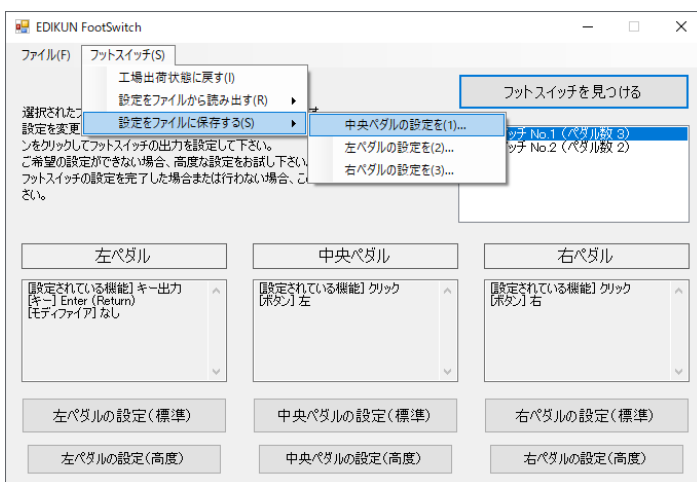 EDIKUN FootSwitch
ファイル(F) フットスイッチ(S)
工場出荷状態に戻す(I)
設定をファイルから読み出す(R)
設定をファイルに保存する(S)
中央ペダルの設定を(1)...
左ペダルの設定を(2)...
右ペダルの設定を(3)...
フットスイッチを見つける
選択された
設定を変更
ンをクリックしてフットスイッチの出力を設定して下さい。
ご希望の設定ができない場合、高度な設定をお試し下さい
フットスイッチの設定を完了した場合または行わない場合、こ
さい。
ッチ No.1 (ペダル数 3)
ッチ No.2 (ペダル数 2)
左ペダル
中央ペダル
右ペダル
[設定されている機能] キー出力
[キー] Enter (Return)
[モディファイア] なし
[設定されている機能] クリック
[ボタン] 左
[設定されている機能] クリック
[ボタン] 右
左ペダルの設定(標準)
中央ペダルの設定(標準)
右ペダルの設定(標準)
左ペダルの設定(高度)
中央ペダルの設定(高度)
右ペダルの設定(高度)